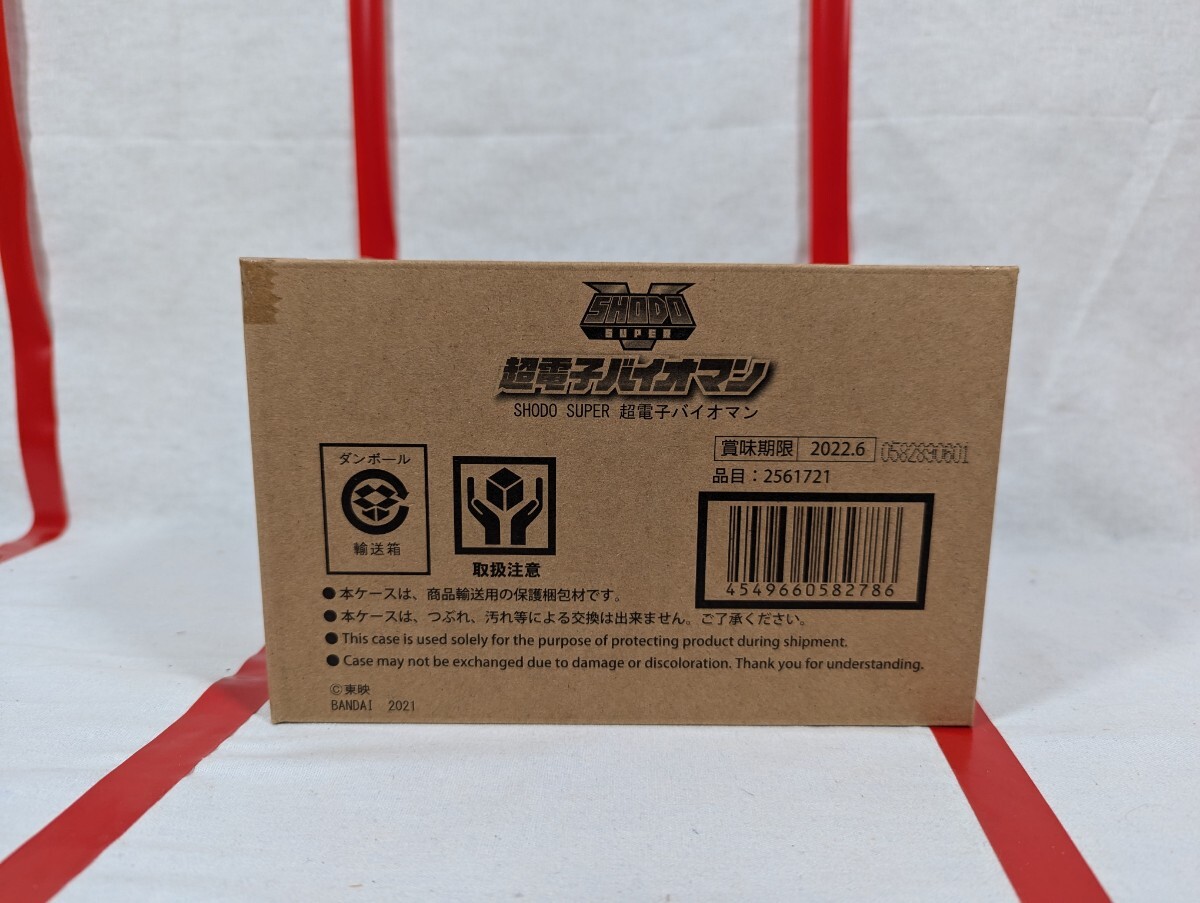 SHODO
SUPER
超電子バイオマン
SHODO SUPER 超電子バイオマン
賞味期限 2022.6 0582890601
品目：2561721
ダンボール
輸送箱
取扱注意
4549660582786
●本ケースは、商品輸送用の保護梱包材です。
●本ケースは、つぶれ、汚れ等による交換は出来ません。ご了承ください。
●This case is used solely for the purpose of protecting product during shipment.
●Case may not be exchanged due to damage or discoloration. Thank you for understanding.
©東映
BANDAI 2021